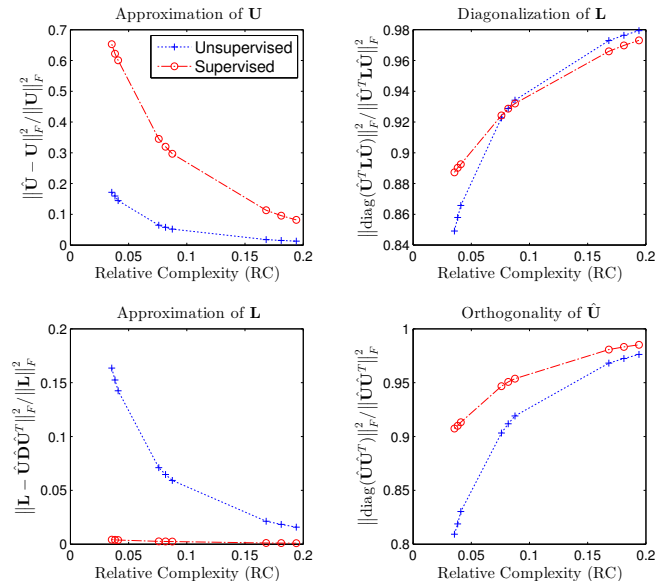 Approximation of U
0.7
0.6
0.5
0.4
0.3
0.2
0.1
0
0 0.05 0.1 0.15 0.2
||Û − U||²_F/||U||²_F
Relative Complexity (RC)
Unsupervised
Supervised
Diagonalization of L
0.98
0.96
0.94
0.92
0.9
0.88
0.86
0.84
0 0.05 0.1 0.15 0.2
||diag(Û^T LÛ)||²_F/||Û^T LÛ||²_F
Relative Complexity (RC)
Approximation of L
0.2
0.15
0.1
0.05
0
0 0.05 0.1 0.15 0.2
||L − ÛD̂Û^T||²_F/||L||²_F
Relative Complexity (RC)
Orthogonality of Û
1
0.95
0.9
0.85
0.8
0 0.05 0.1 0.15 0.2
||diag(ÛÛ^T)||²_F/||ÛÛ^T||²_F
Relative Complexity (RC)